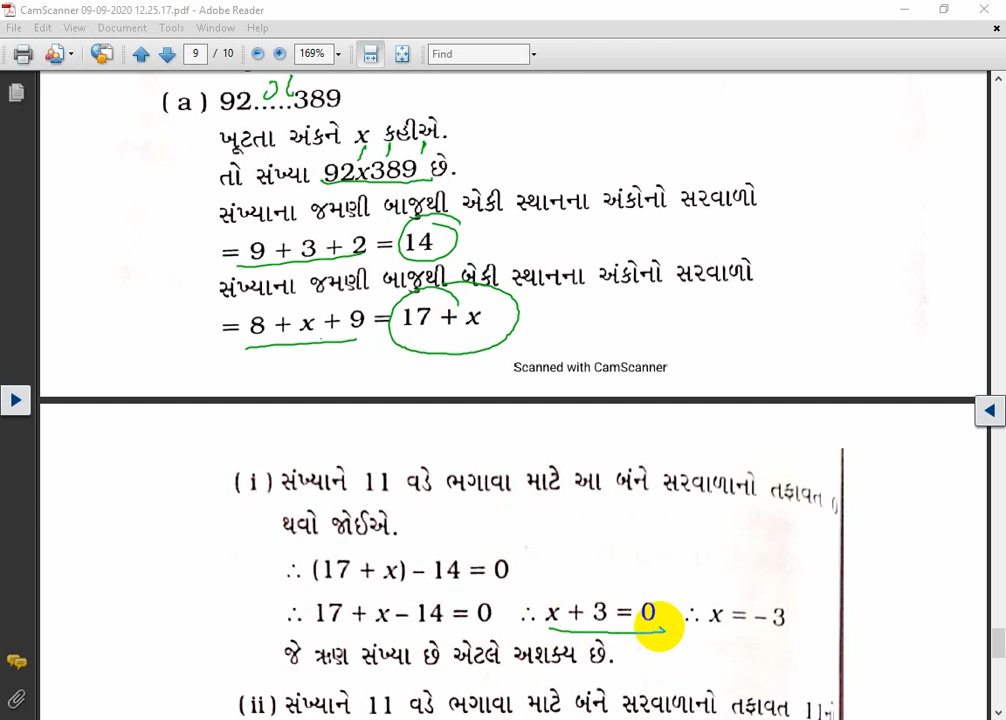 CamScanner 09-09-2020 12.25.17.pdf - Adobe Reader
File Edit View Document Tools Window Help
9 / 10 169% Find
( a ) 92.....389
ખૂટતા અંકને x કહીએ.
તો સંખ્યા 92x389 છે.
સંખ્યાના જમણી બાજુથી એકી સ્થાનના અંકોનો સરવાળો
= 9 + 3 + 2 = 14
સંખ્યાના જમણી બાજુથી બેકી સ્થાનના અંકોનો સરવાળો
= 8 + x + 9 = 17 + x
Scanned with CamScanner
( i ) સંખ્યાને 11 વડે ભગાવા માટે આ બંને સરવાળાનો તફાવત 0
થવો જોઈએ.
∴ (17 + x) – 14 = 0
∴ 17 + x – 14 = 0 ∴ x + 3 = 0 ∴ x = – 3
જે ઋણ સંખ્યા છે એટલે અશક્ય છે.
(ii) સંખ્યાને 11 વડે ભગાવા માટે બંને સરવાળાનો તફાવત 11નો